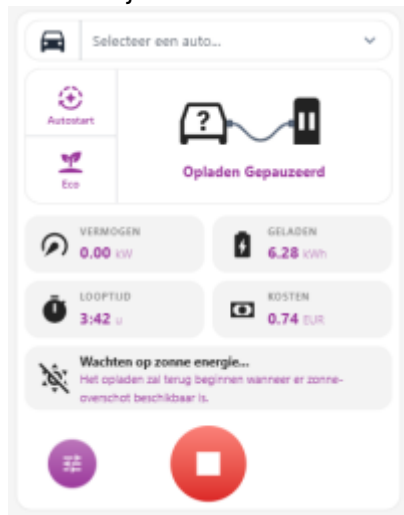 Selecteer een auto...
Autostart
Eco
?
Opladen Gepauzeerd
VERMOGEN
0.00 kW
GELADEN
6.28 kWh
LOOPTIJD
3:42 u
KOSTEN
0.74 EUR
Wachten op zonne energie...
Het opladen zal terug beginnen wanneer er zonne-
overschot beschikbaar is.